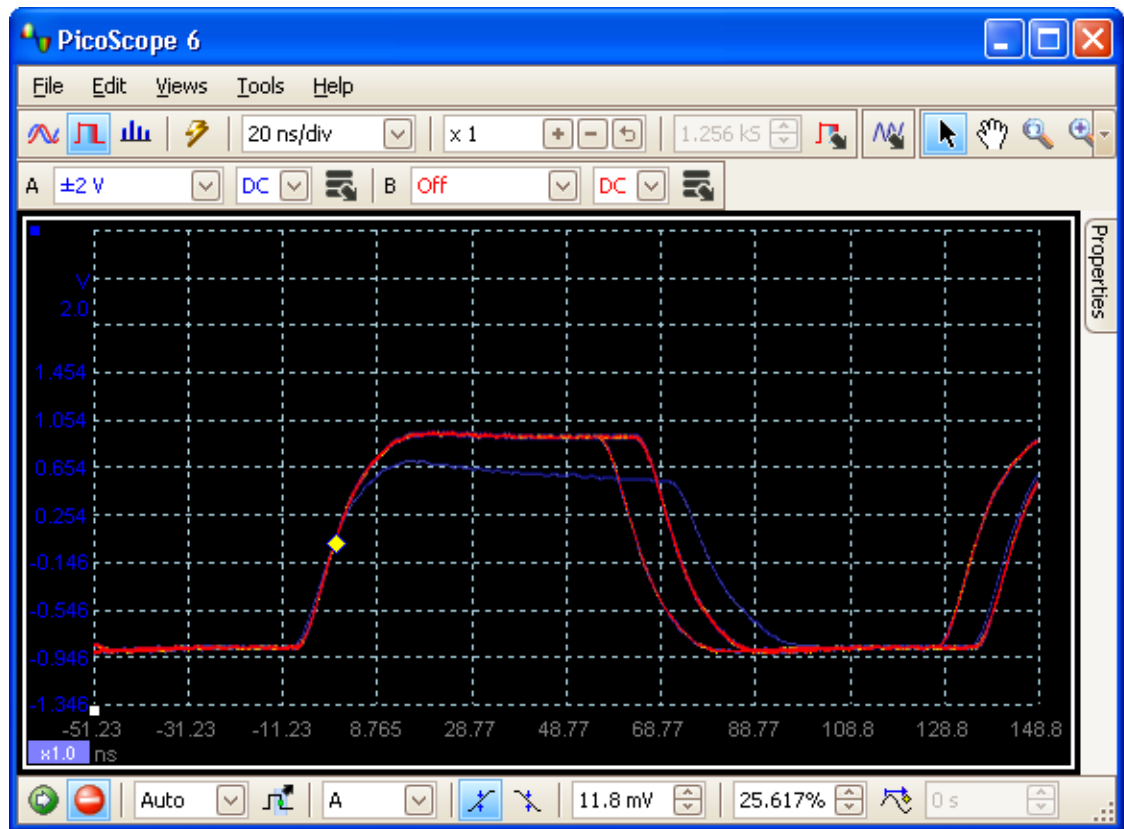 PicoScope 6
File Edit Views Tools Help
20 ns/div x 1 1.256 kS
A ±2 V DC B Off DC
Properties
V
2.0
1.454
1.054
0.654
0.254
-0.146
-0.546
-0.946
-1.346
-51.23 -31.23 -11.23 8.765 28.77 48.77 68.77 88.77 108.8 128.8 148.8
x1.0 ns
Auto A 11.8 mV 25.617% 0 s